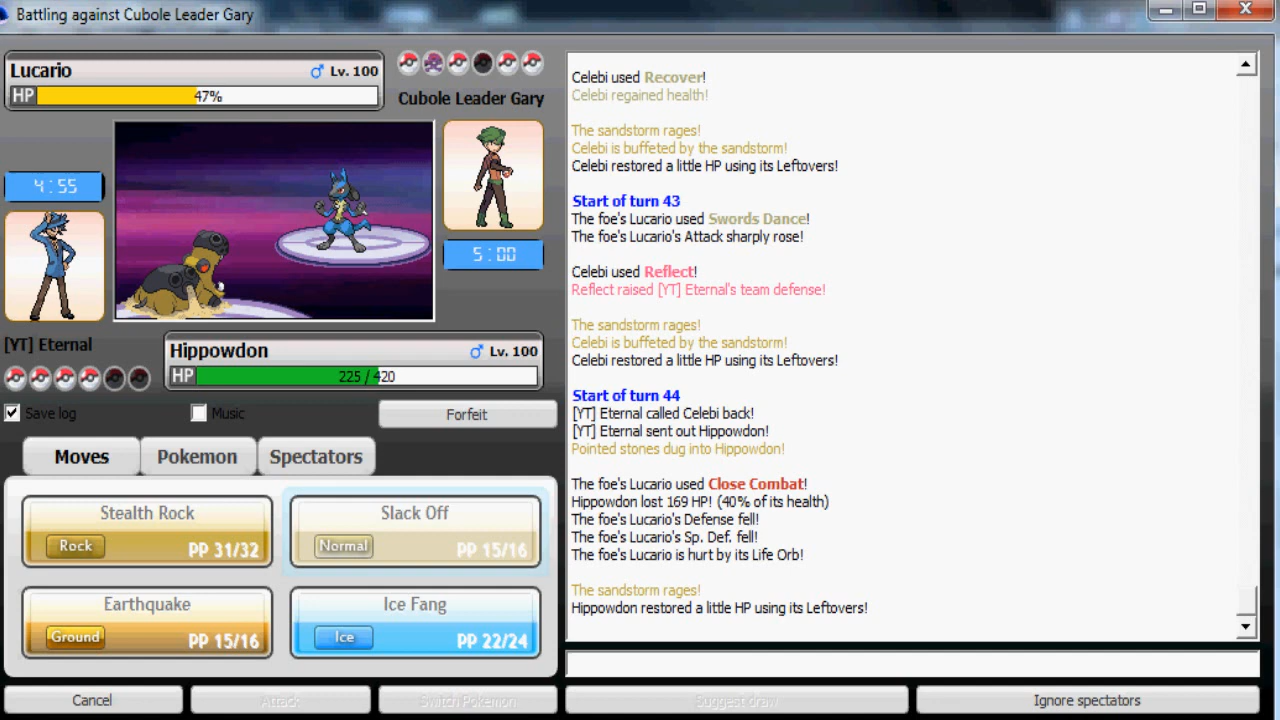 Battling against Cubole Leader Gary
Lucario ♂ Lv. 100
HP 47%
Cubole Leader Gary
4:55
5:00
[YT] Eternal
Hippowdon ♂ Lv. 100
HP 225 / 420
Save log
Music
Forfeit
Moves
Pokemon
Spectators
Stealth Rock
Rock PP 31/32
Slack Off
Normal PP 15/16
Earthquake
Ground PP 15/16
Ice Fang
Ice PP 22/24
Celebi used Recover!
Celebi regained health!
The sandstorm rages!
Celebi is buffeted by the sandstorm!
Celebi restored a little HP using its Leftovers!
Start of turn 43
The foe's Lucario used Swords Dance!
The foe's Lucario's Attack sharply rose!
Celebi used Reflect!
Reflect raised [YT] Eternal's team defense!
The sandstorm rages!
Celebi is buffeted by the sandstorm!
Celebi restored a little HP using its Leftovers!
Start of turn 44
[YT] Eternal called Celebi back!
[YT] Eternal sent out Hippowdon!
Pointed stones dug into Hippowdon!
The foe's Lucario used Close Combat!
Hippowdon lost 169 HP! (40% of its health)
The foe's Lucario's Defense fell!
The foe's Lucario's Sp. Def. fell!
The foe's Lucario is hurt by its Life Orb!
The sandstorm rages!
Hippowdon restored a little HP using its Leftovers!
Cancel
Attack
Switch Pokemon
Suggest draw
Ignore spectators